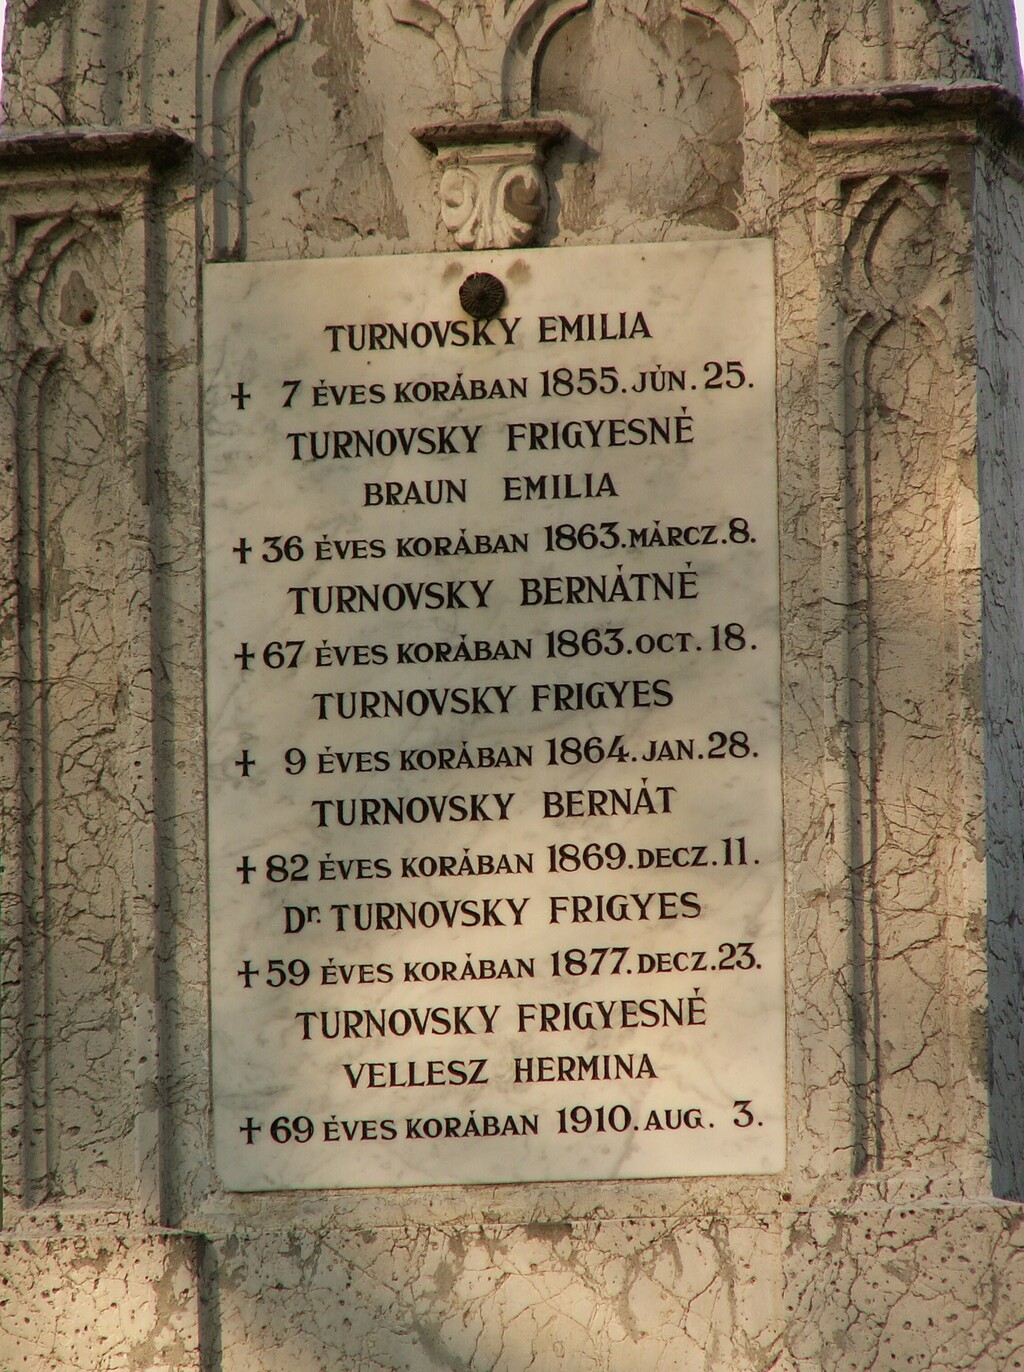 TURNOVSKY EMILIA
† 7 ÉVES KORÁBAN 1855. JÚN. 25.
TURNOVSKY FRIGYESNÉ
BRAUN EMILIA
† 36 ÉVES KORÁBAN 1863. MÁRCZ. 8.
TURNOVSKY BERNÁTNÉ
† 67 ÉVES KORÁBAN 1863. OCT. 18.
TURNOVSKY FRIGYES
† 9 ÉVES KORÁBAN 1864. JAN. 28.
TURNOVSKY BERNÁT
† 82 ÉVES KORÁBAN 1869. DECZ. 11.
Dr. TURNOVSKY FRIGYES
† 59 ÉVES KORÁBAN 1877. DECZ. 23.
TURNOVSKY FRIGYESNÉ
VELLESZ HERMINA
† 69 ÉVES KORÁBAN 1910. AUG. 3.